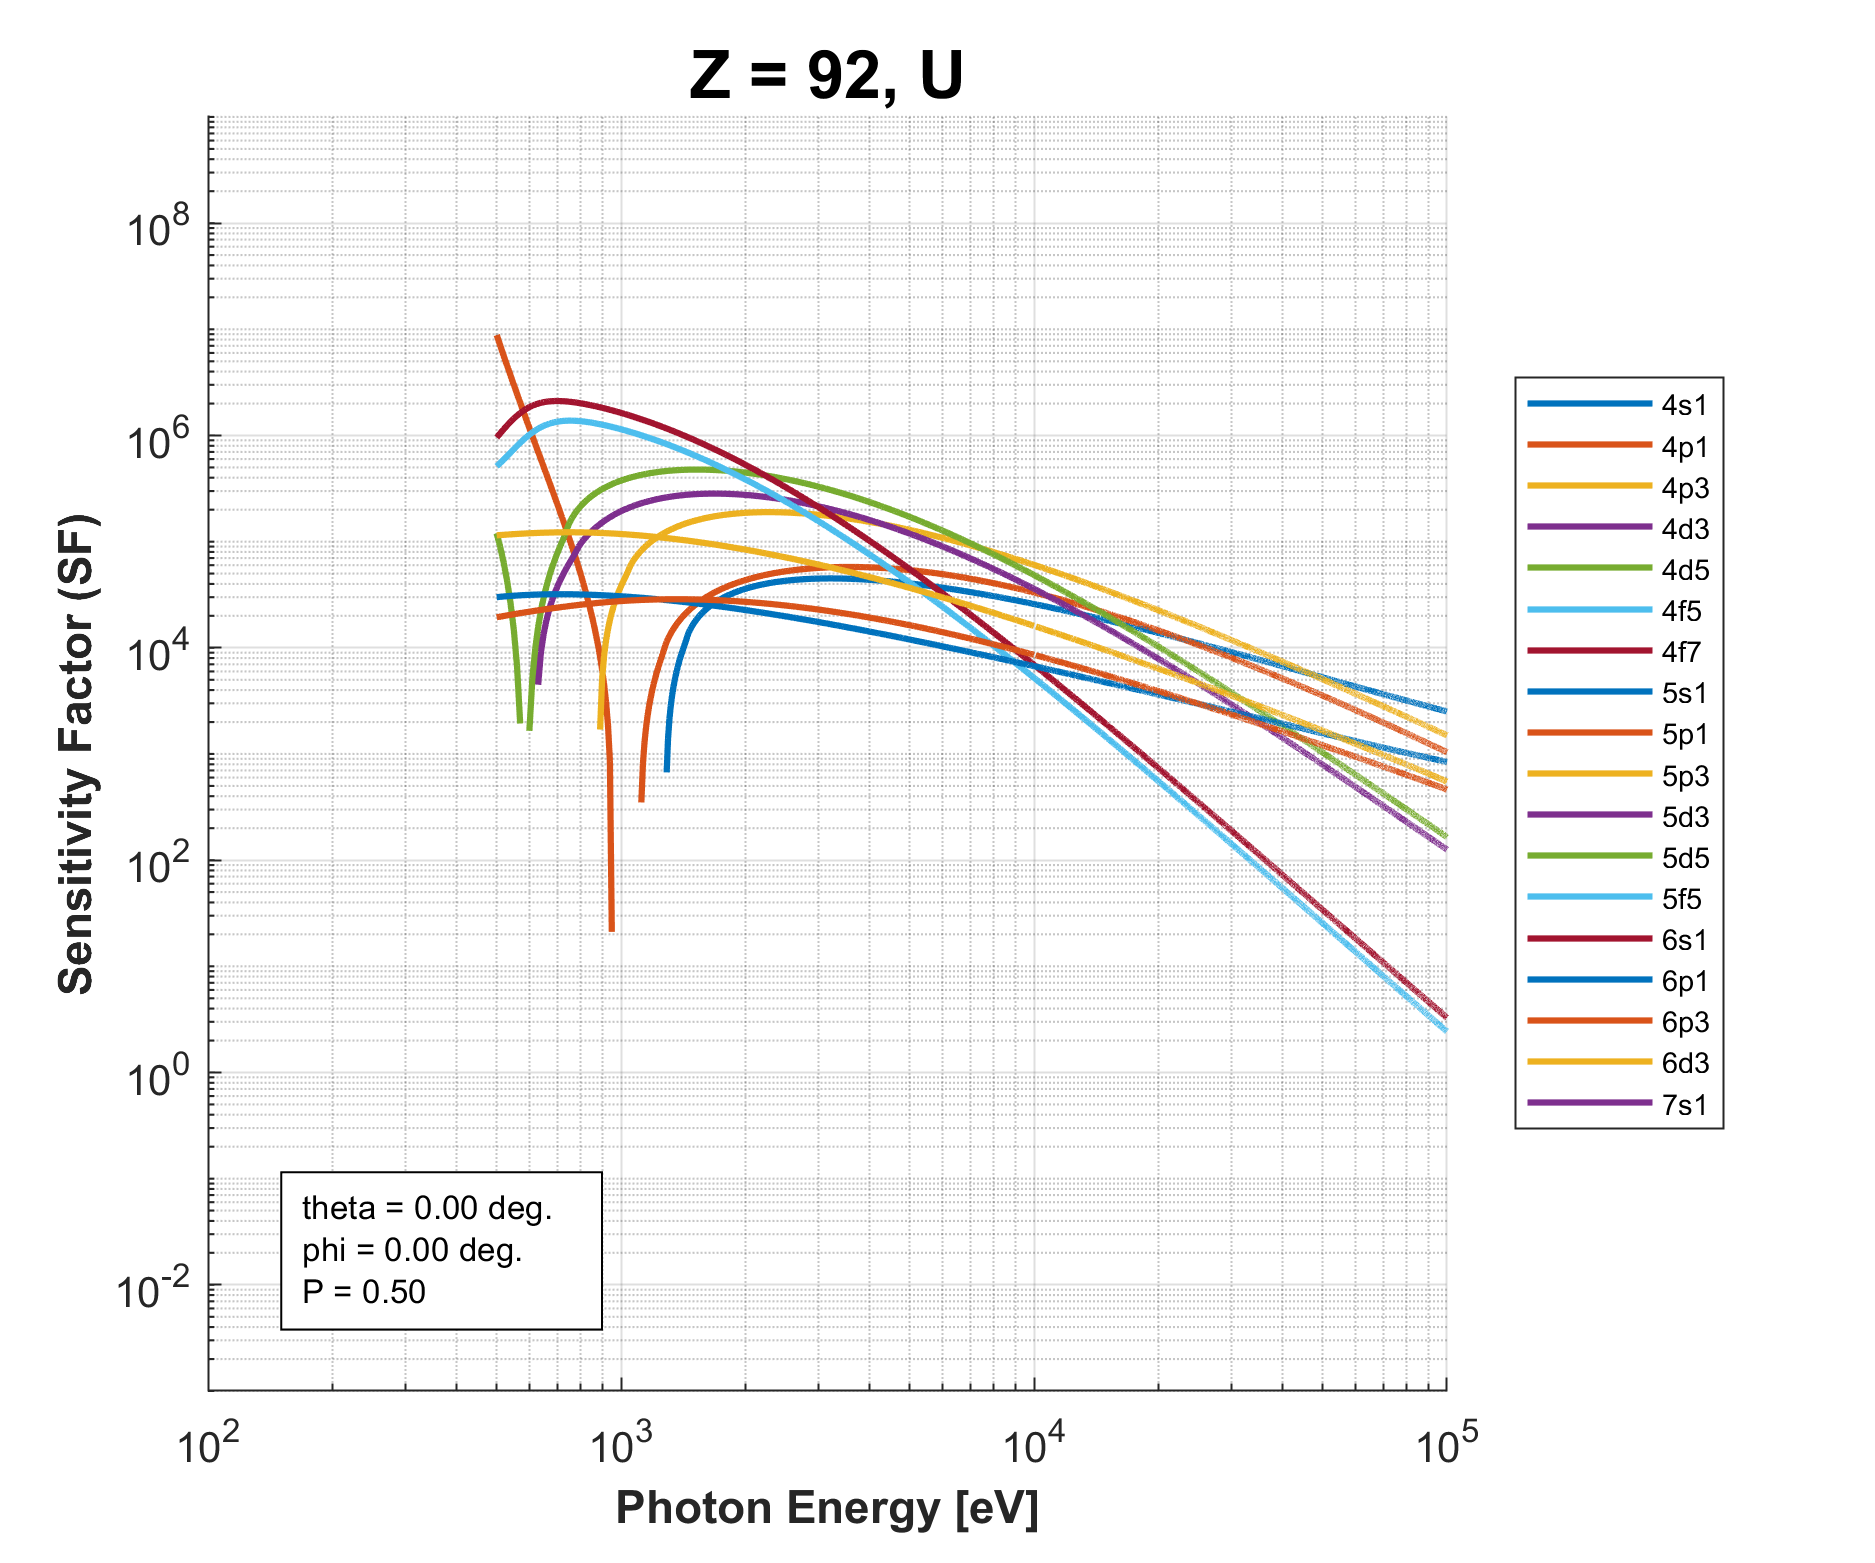 Z = 92, U
Sensitivity Factor (SF)
10^8
10^6
10^4
10^2
10^0
10^-2
theta = 0.00 deg.
phi = 0.00 deg.
P = 0.50
10^2 10^3 10^4 10^5
Photon Energy [eV]
4s1
4p1
4p3
4d3
4d5
4f5
4f7
5s1
5p1
5p3
5d3
5d5
5f5
6s1
6p1
6p3
6d3
7s1